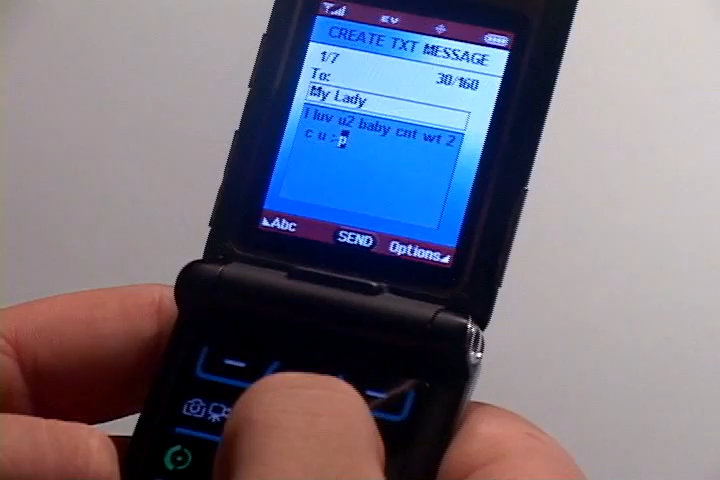 EV
CREATE TXT MESSAGE
1/7 30/160
To:
My Lady
I luv u2 baby cnt wt 2
c u :p
Abc SEND Options